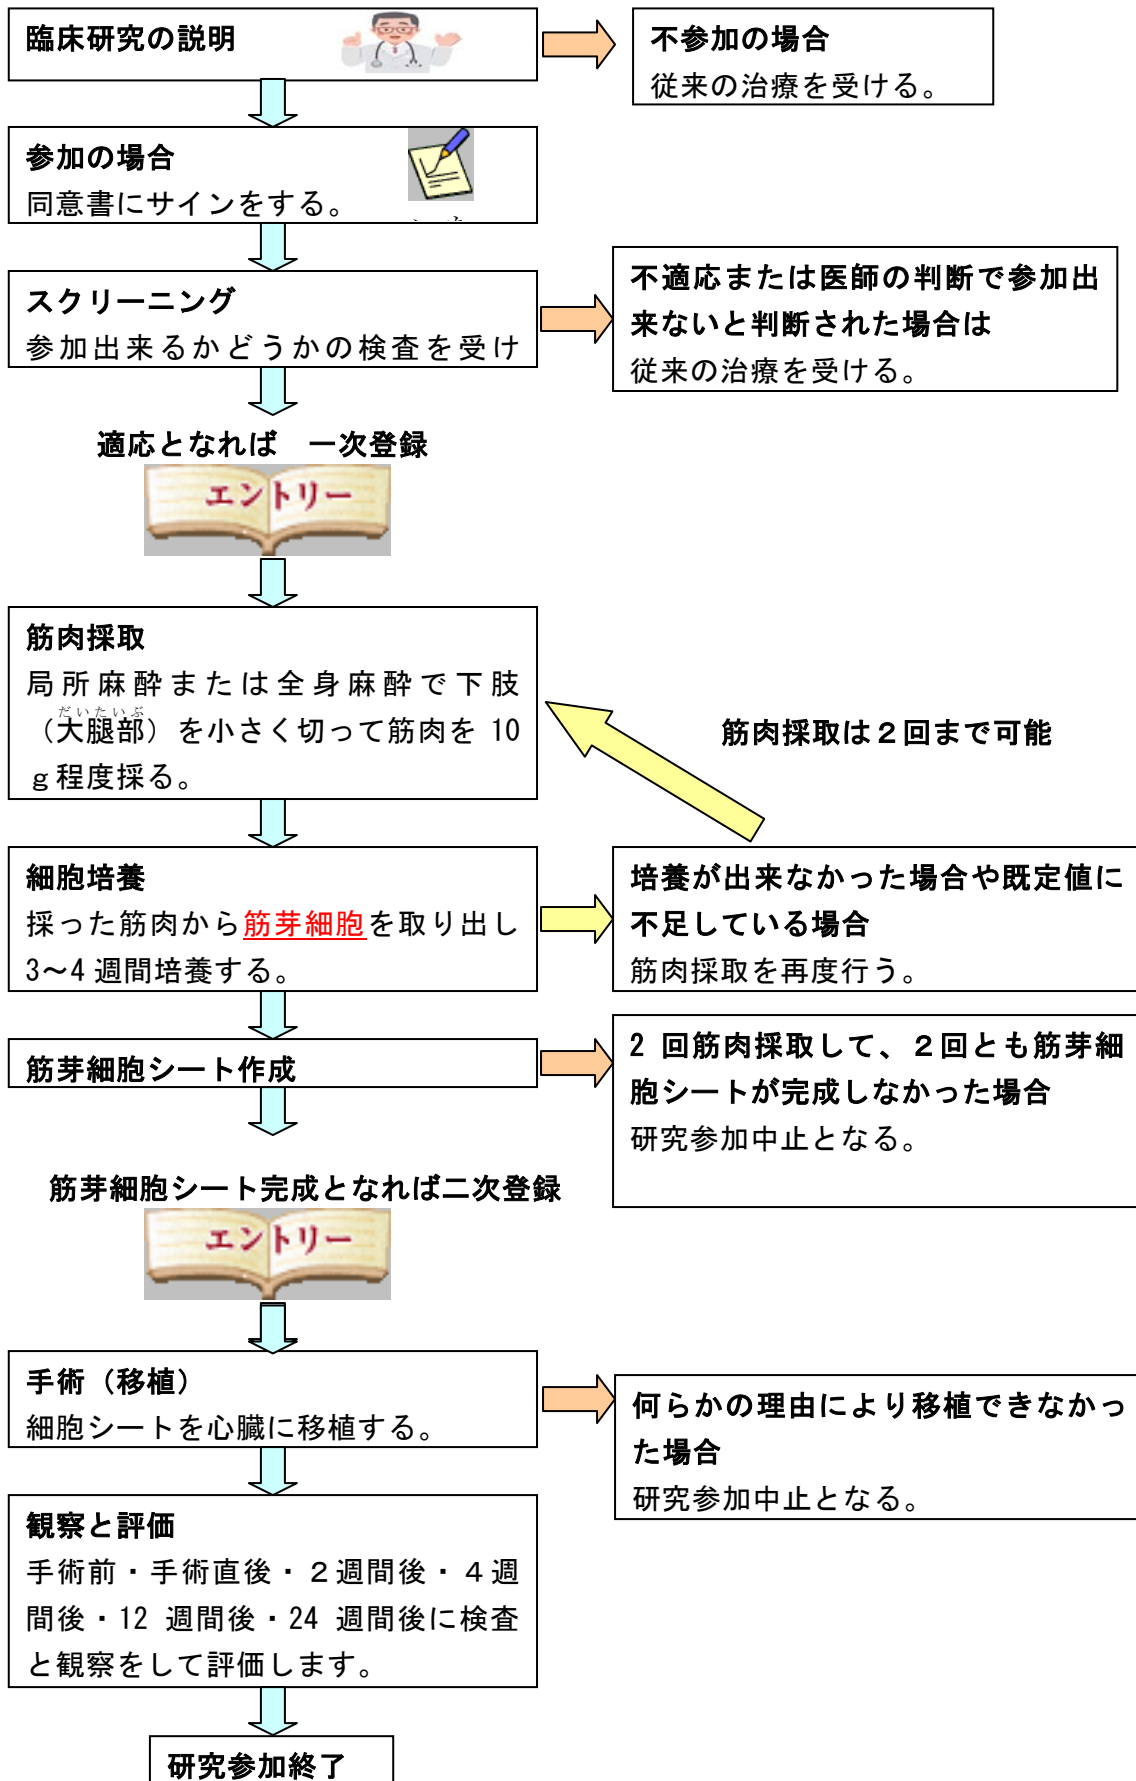 臨床研究の説明
不参加の場合
従来の治療を受ける。
参加の場合
同意書にサインをする。
スクリーニング
参加出来るかどうかの検査を受け
不適応または医師の判断で参加出
来ないと判断された場合は
従来の治療を受ける。
適応となれば　一次登録
エントリー
筋肉採取
局所麻酔または全身麻酔で下肢
だいたいぶ
（大腿部）を小さく切って筋肉を 10
ｇ程度採る。
筋肉採取は２回まで可能
細胞培養
採った筋肉から筋芽細胞を取り出し
3～4 週間培養する。
培養が出来なかった場合や既定値に
不足している場合
筋肉採取を再度行う。
筋芽細胞シート作成
2 回筋肉採取して、２回とも筋芽細
胞シートが完成しなかった場合
研究参加中止となる。
筋芽細胞シート完成となれば二次登録
エントリー
手術（移植）
細胞シートを心臓に移植する。
何らかの理由により移植できなかっ
た場合
研究参加中止となる。
観察と評価
手術前・手術直後・２週間後・４週
間後・12 週間後・24 週間後に検査
と観察をして評価します。
研究参加終了